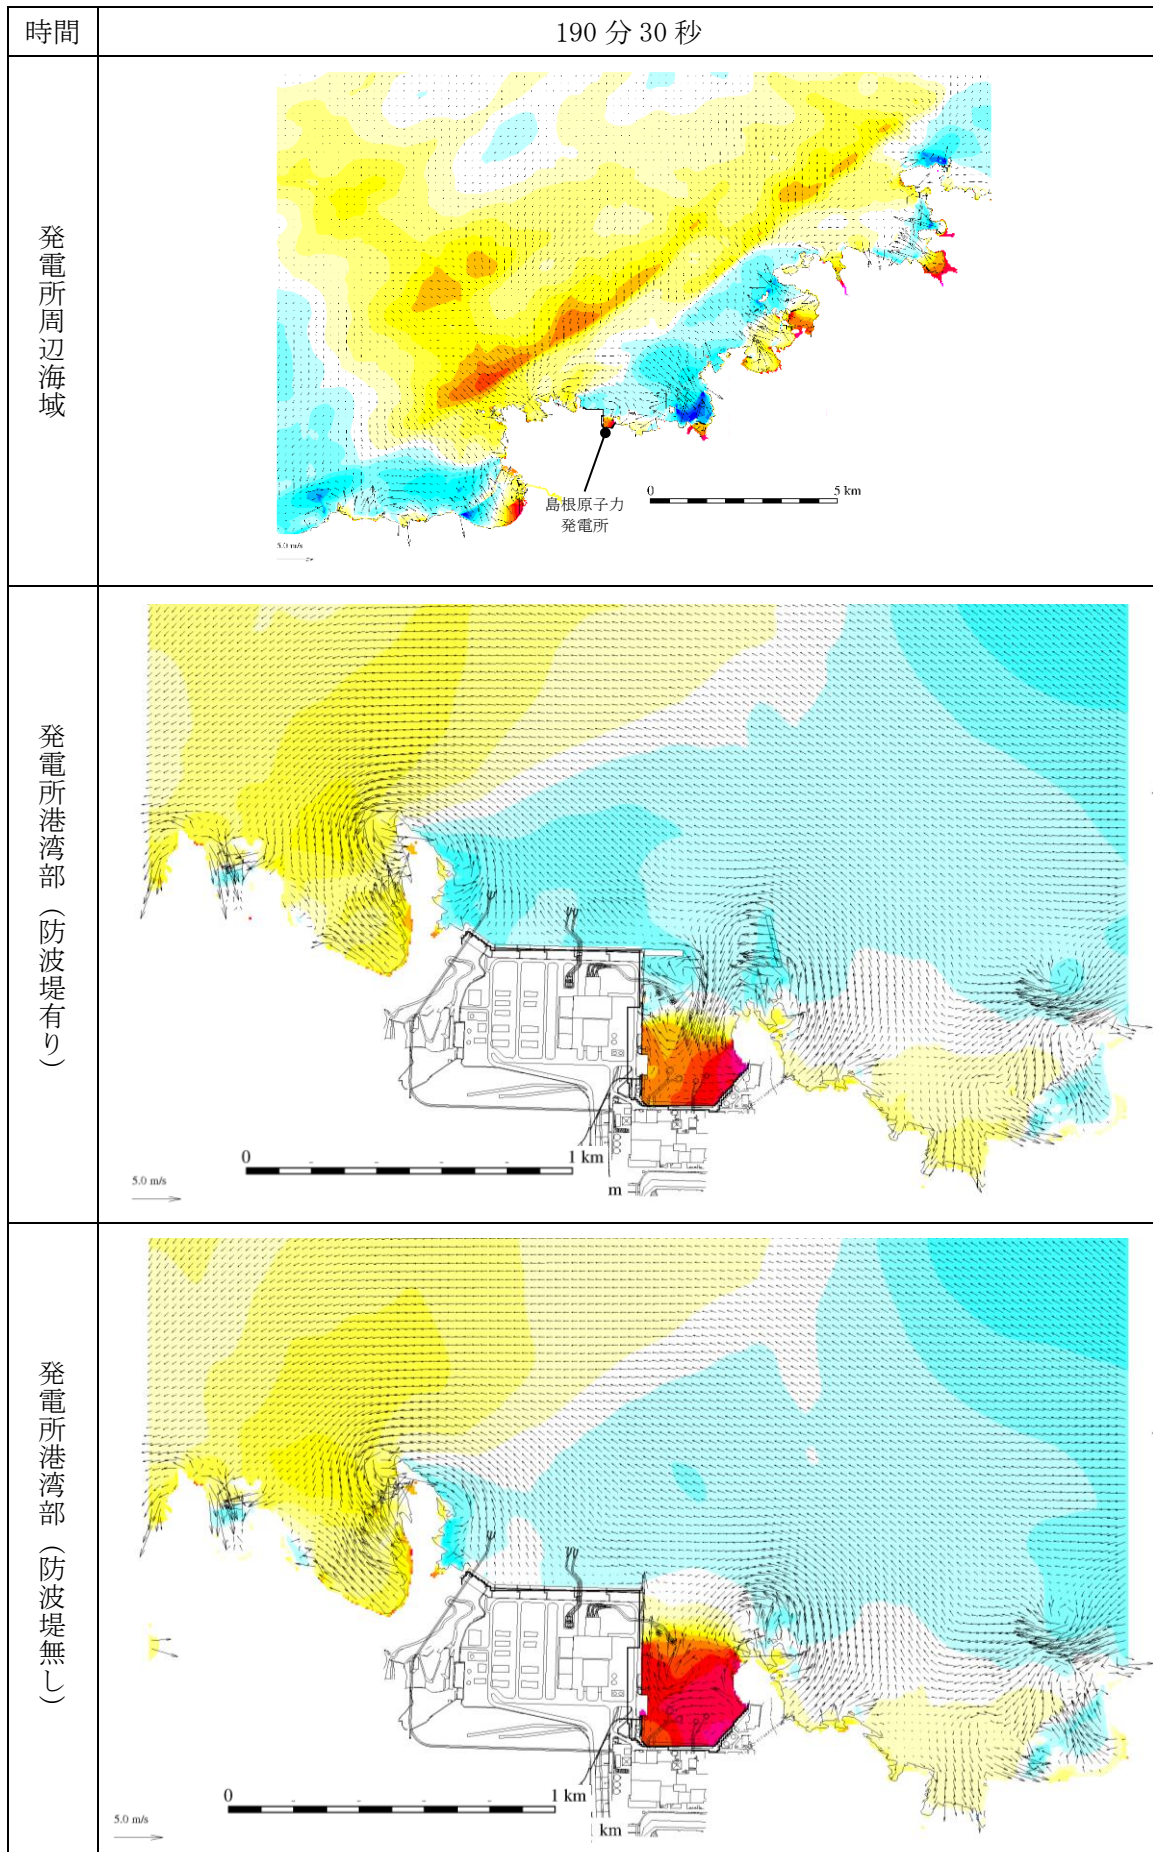 時間
190 分 30 秒
発電所周辺海域
島根原子力
発電所
0 5 km
5.0 m/s
発電所港湾部（防波堤有り）
0 1 km
5.0 m/s
m
発電所港湾部（防波堤無し）
0 1 km
5.0 m/s
km